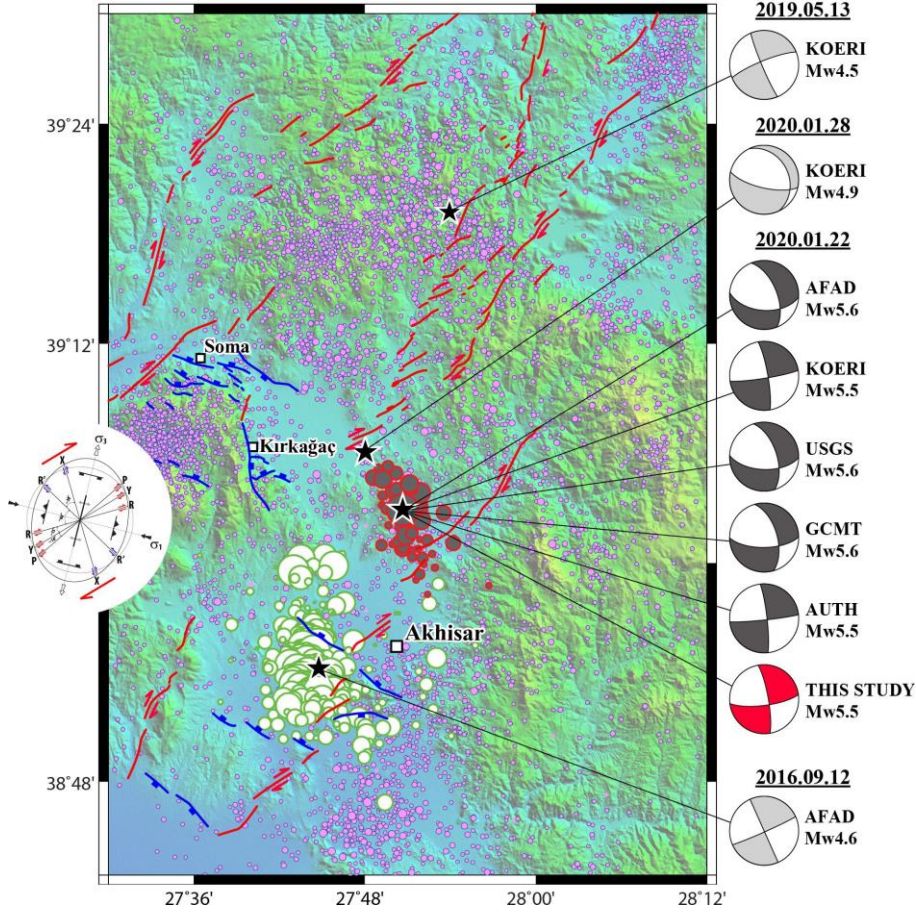 2019.05.13
KOERI
Mw4.5
2020.01.28
KOERI
Mw4.9
2020.01.22
AFAD
Mw5.6
KOERI
Mw5.5
USGS
Mw5.6
GCMT
Mw5.6
AUTH
Mw5.5
THIS STUDY
Mw5.5
2016.09.12
AFAD
Mw4.6
39°24'
39°12'
38°48'
Soma
Kırkağaç
Akhisar
σ₃
X
R'
P
Y
R
σ₁
R
Y
P
X
R'
27°36'
27°48'
28°00'
28°12'